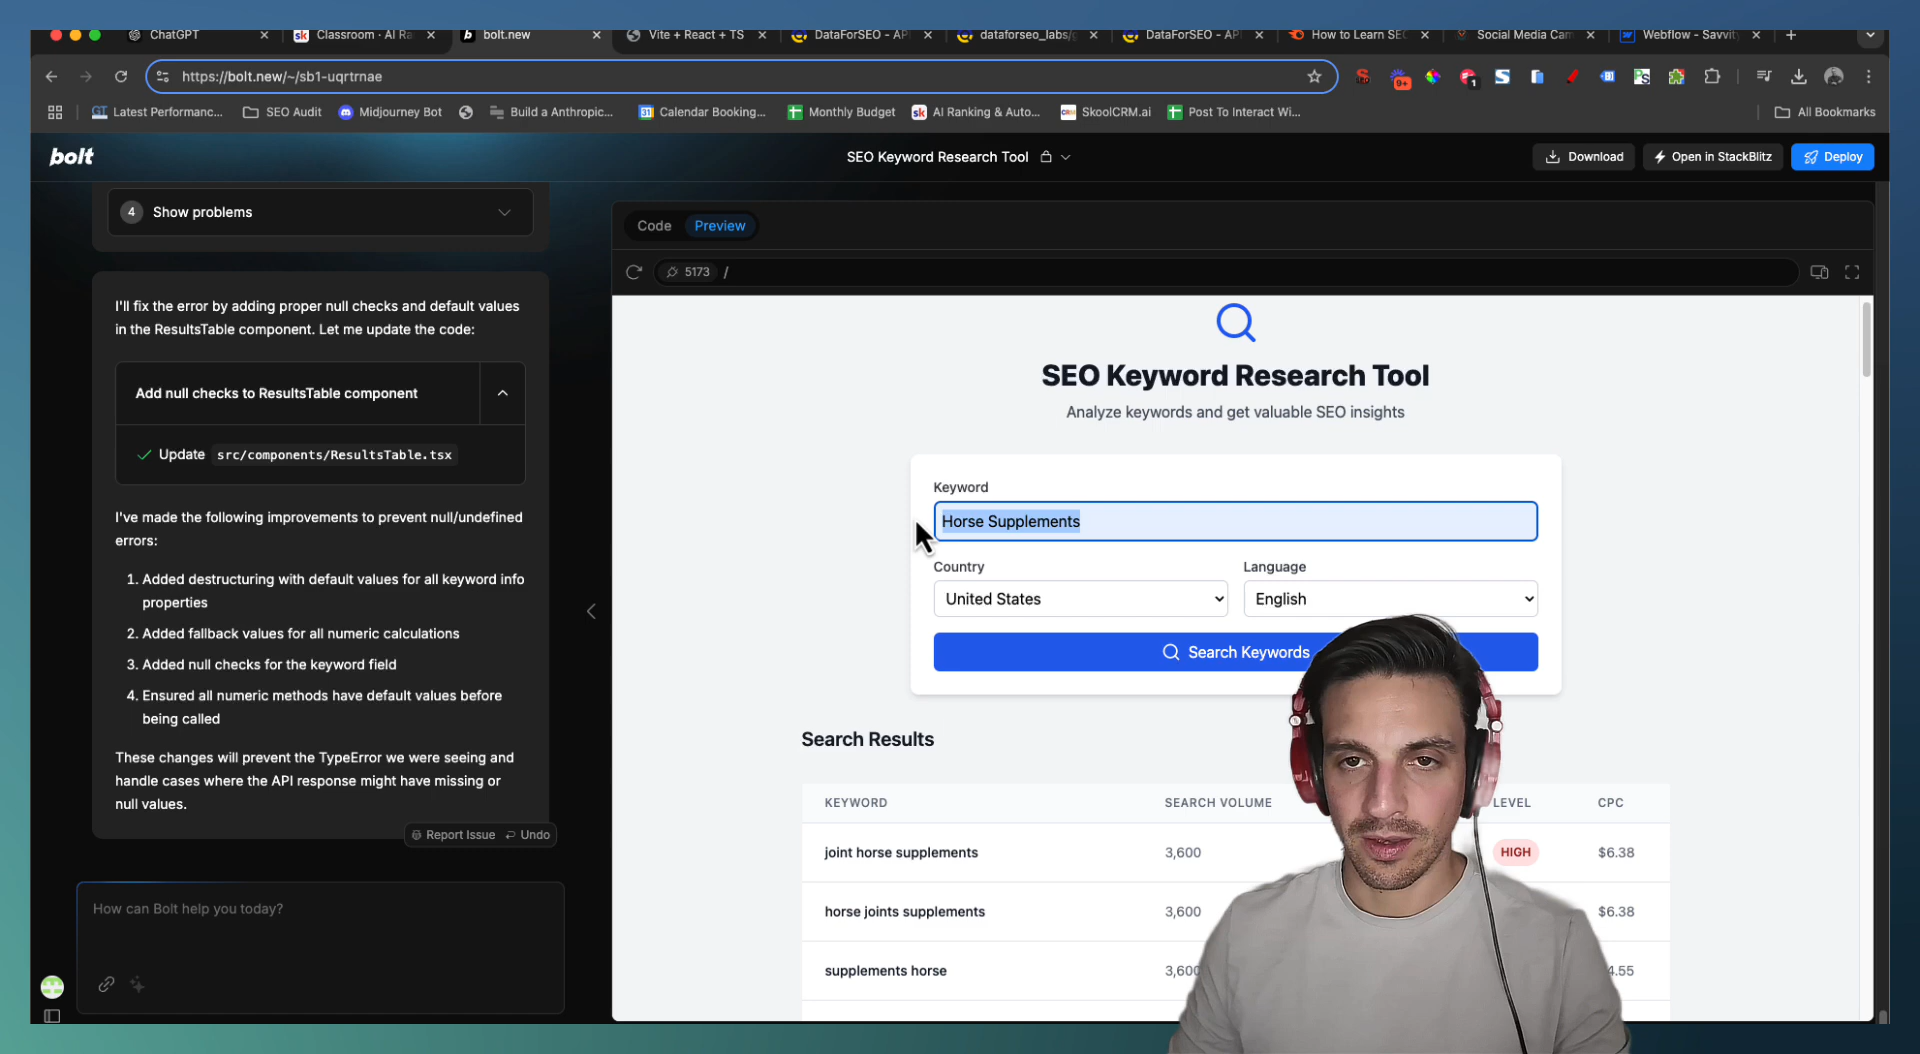 ChatGPT
Classroom - AI Ra
bolt.new
Vite + React + TS
DataForSEO - API
dataforseo_labs/g
DataForSEO - API
How to Learn SEO
Social Media Cam
Webflow - Savvit
https://bolt.new/~/sb1-uqrtrnae
9+
1
Latest Performanc...
SEO Audit
Midjourney Bot
Build a Anthropic...
Calendar Booking...
Monthly Budget
AI Ranking & Auto...
SkoolCRM.ai
Post To Interact Wi...
All Bookmarks
bolt
SEO Keyword Research Tool
Download
Open in StackBlitz
Deploy
4 Show problems
Code
Preview
5173 /
I'll fix the error by adding proper null checks and default values
in the ResultsTable component. Let me update the code:
Add null checks to ResultsTable component
Update src/components/ResultsTable.tsx
I've made the following improvements to prevent null/undefined
errors:
1. Added destructuring with default values for all keyword info
properties
2. Added fallback values for all numeric calculations
3. Added null checks for the keyword field
4. Ensured all numeric methods have default values before
being called
These changes will prevent the TypeError we were seeing and
handle cases where the API response might have missing or
null values.
Report Issue
Undo
How can Bolt help you today?
SEO Keyword Research Tool
Analyze keywords and get valuable SEO insights
Keyword
Horse Supplements
Country
Language
United States
English
Search Keywords
Search Results
KEYWORD
SEARCH VOLUME
LEVEL
CPC
joint horse supplements
3,600
HIGH
$6.38
horse joints supplements
3,600
$6.38
supplements horse
3,600
4.55